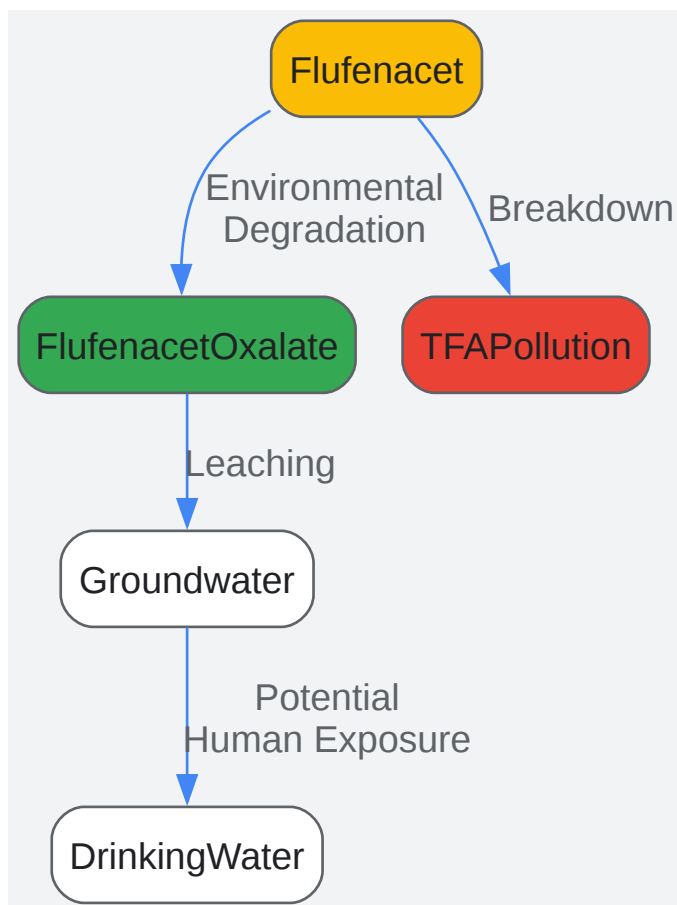 Flufenacet
Environmental
Degradation
Breakdown
FlufenacetOxalate
TFAPollution
Leaching
Groundwater
Potential
Human Exposure
DrinkingWater